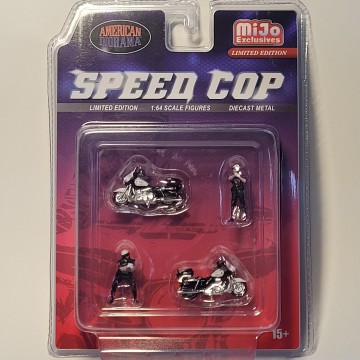 AMERICAN
DIORAMA
MiJo
Exclusives
LIMITED EDITION
SPEED COP
LIMITED EDITION 1:64 SCALE FIGURES DIECAST METAL
15+